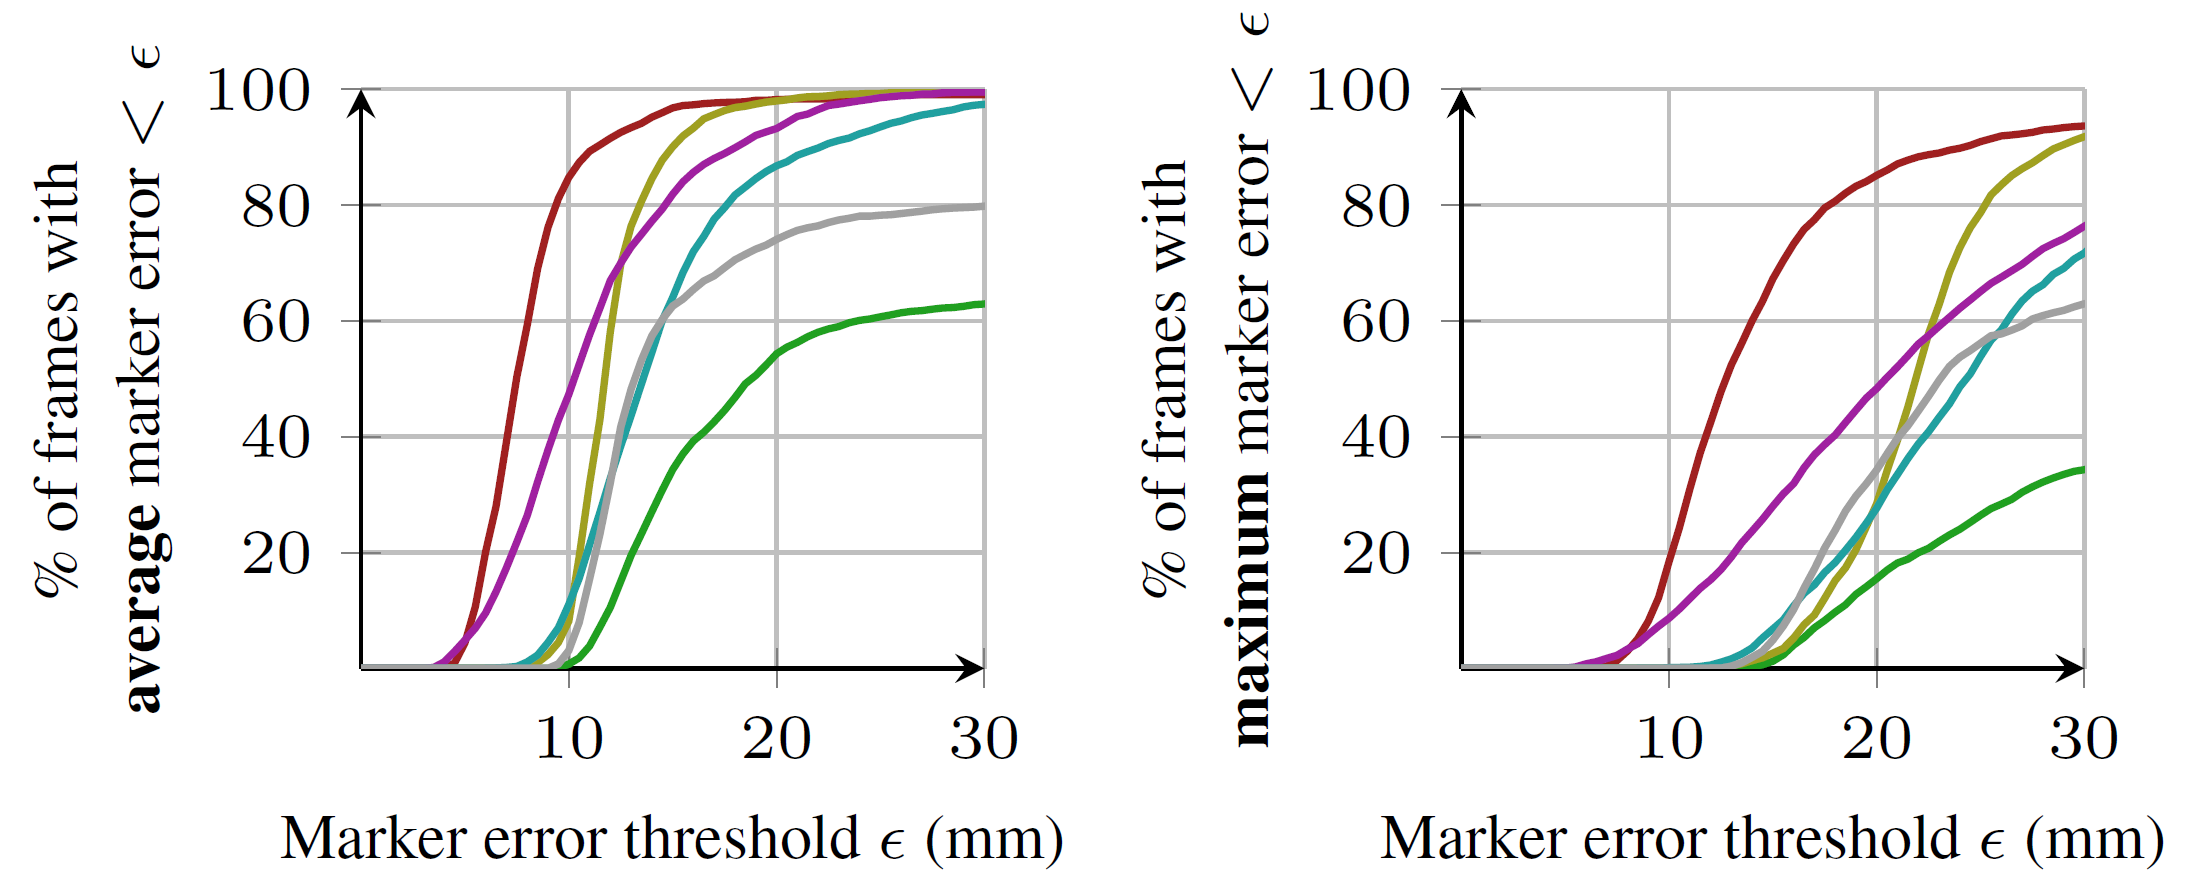 % of frames with
average marker error < ϵ
100
80
60
40
20
10 20 30
Marker error threshold ϵ (mm)
% of frames with
maximum marker error < ϵ
100
80
60
40
20
10 20 30
Marker error threshold ϵ (mm)